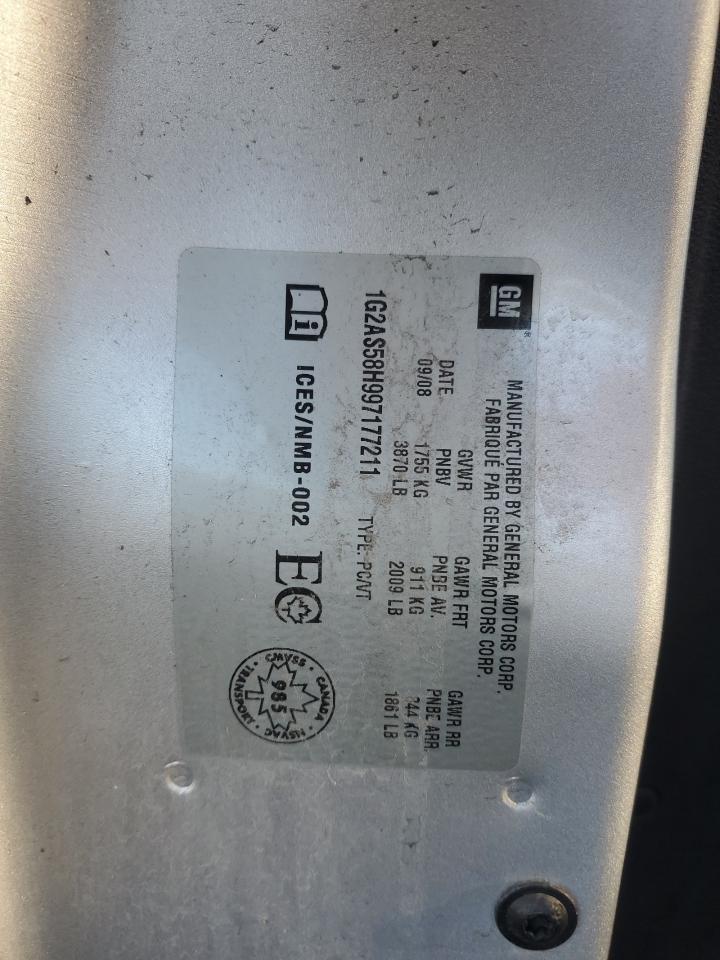 GM
MANUFACTURED BY GENERAL MOTORS CORP.
FABRIQUÉ PAR GENERAL MOTORS CORP.
DATE GVWR GAWR FRT GAWR RR
09/08 PNBV PNBE AV. PNBE ARR.
1755 KG 911 KG 844 KG
3870 LB 2009 LB 1861 LB
1G2AS58H997177211 TYPE: PC/VT
i ICES/NMB-002 EC
CMVSS • CANADA • NSVAC • TRANSPORT •
985